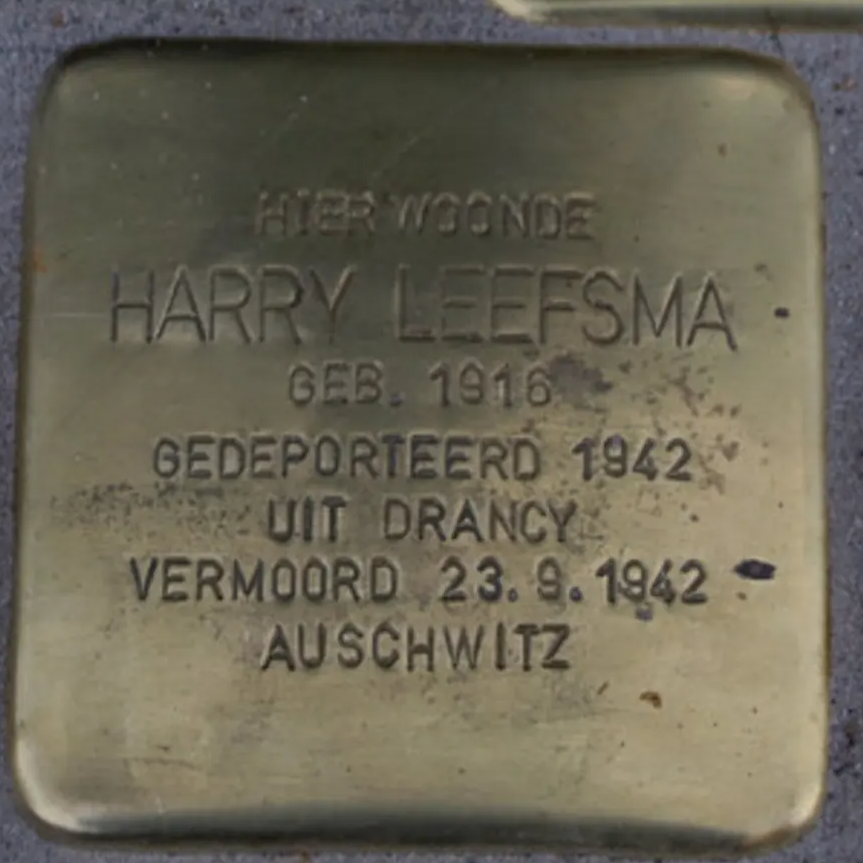 HIER WOONDE
HARRY LEEFSMA
GEB. 1916
GEDEPORTEERD 1942
UIT DRANCY
VERMOORD 23.9.1942
AUSCHWITZ